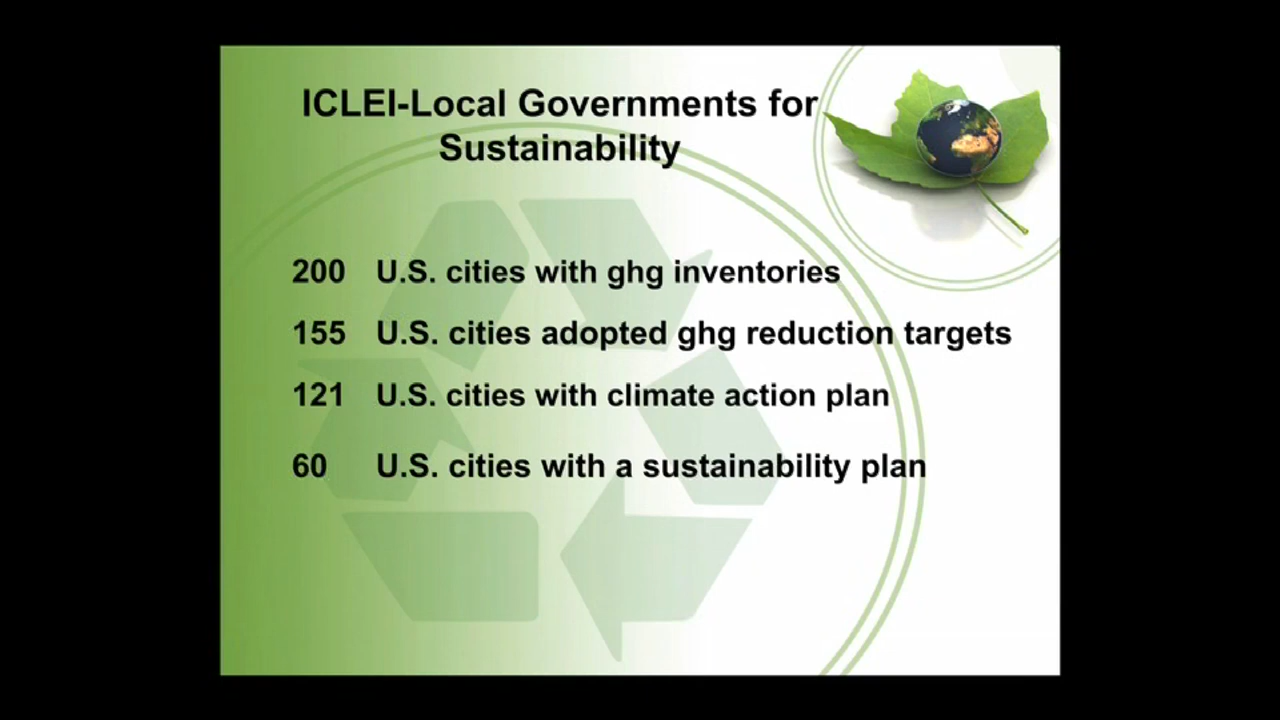 ICLEI-Local Governments for
Sustainability
200 U.S. cities with ghg inventories
155 U.S. cities adopted ghg reduction targets
121 U.S. cities with climate action plan
60 U.S. cities with a sustainability plan